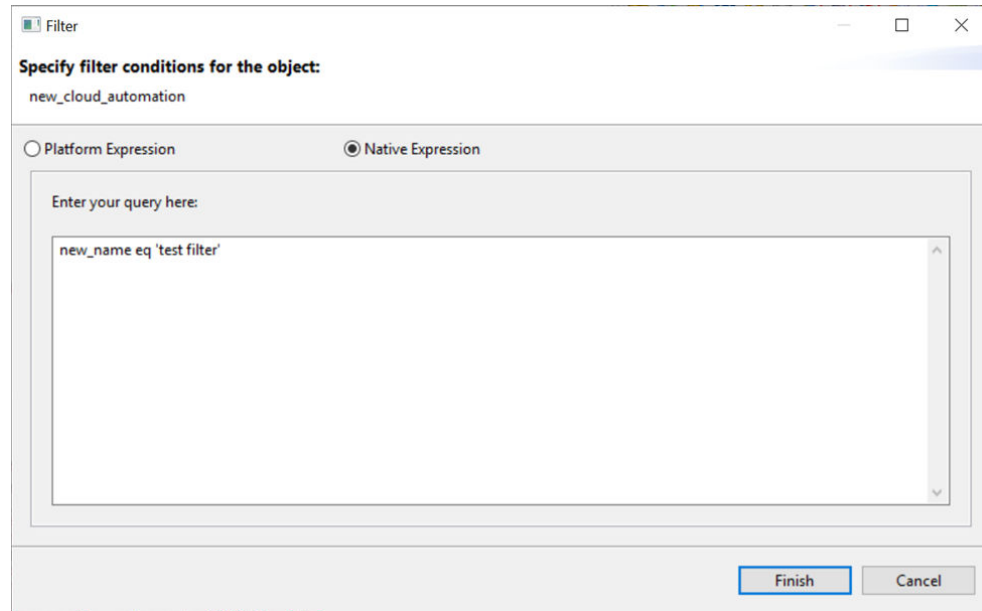 Filter
Specify filter conditions for the object:
new_cloud_automation
Platform Expression Native Expression
Enter your query here:
new_name eq 'test filter'
Finish Cancel